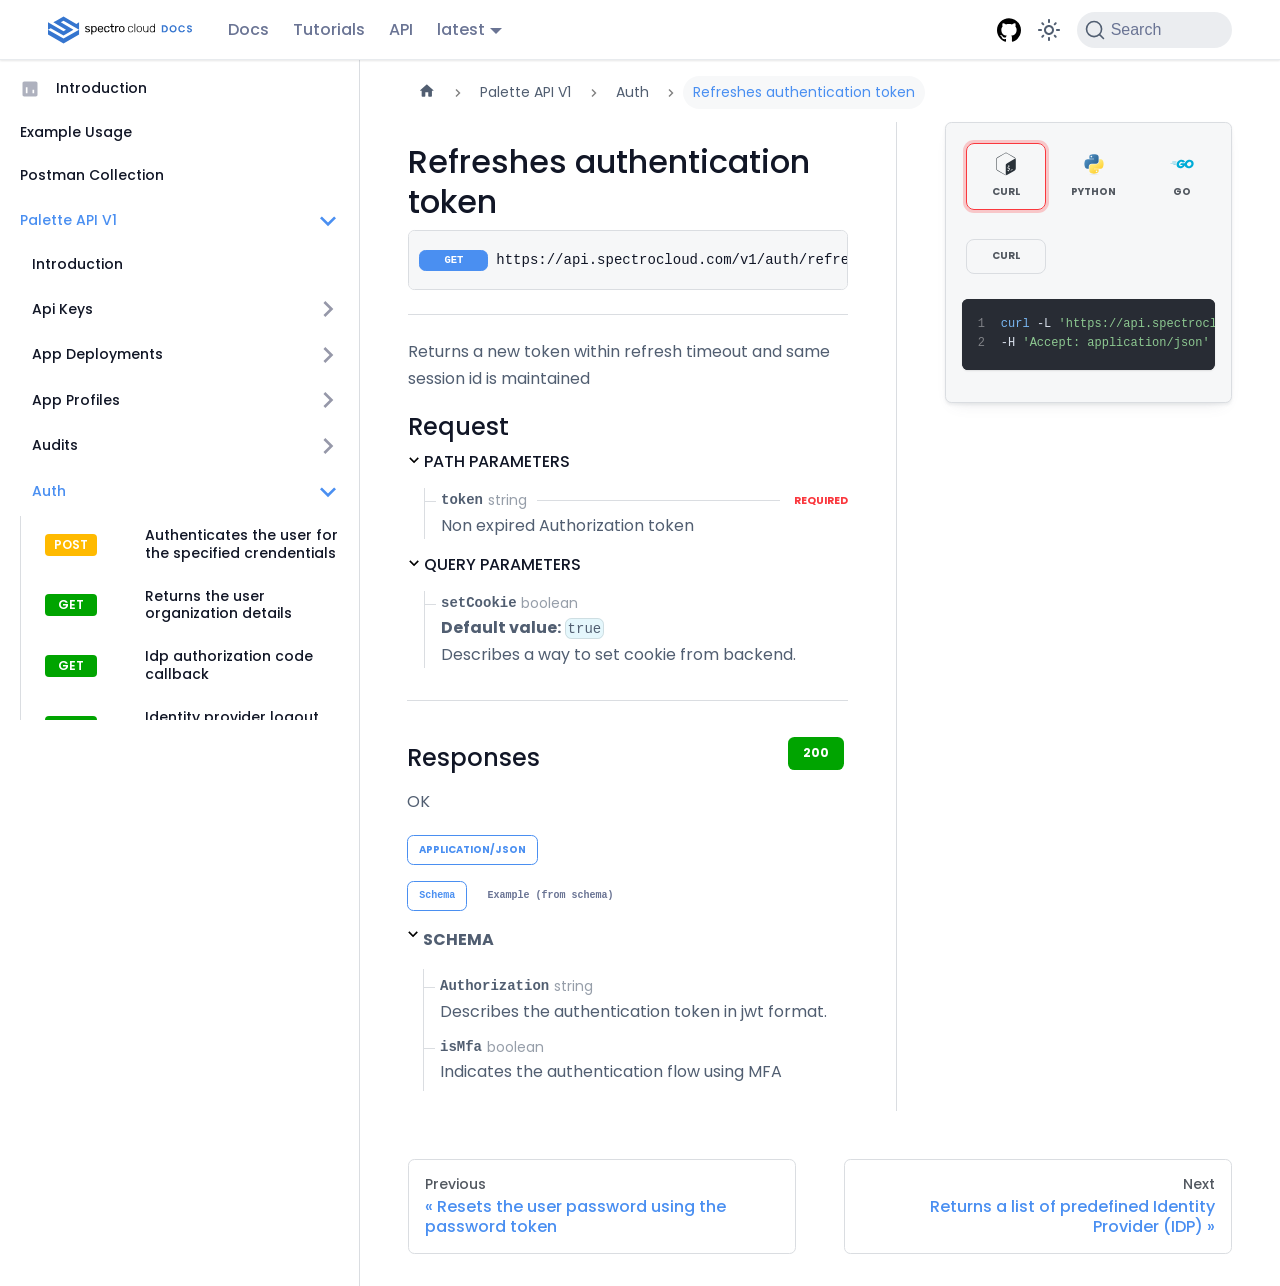 spectro cloud DOCS
Docs
Tutorials
API
latest
Search
Introduction
Example Usage
Postman Collection
Palette API V1
Introduction
Api Keys
App Deployments
App Profiles
Audits
Auth
POST Authenticates the user for
the specified crendentials
GET Returns the user
organization details
GET Idp authorization code
callback
Identity provider logout
Palette API V1
Auth
Refreshes authentication token
Refreshes authentication
token
GET https://api.spectrocloud.com/v1/auth/refre
Returns a new token within refresh timeout and same
session id is maintained
Request
PATH PARAMETERS
token string REQUIRED
Non expired Authorization token
QUERY PARAMETERS
setCookie boolean
Default value: true
Describes a way to set cookie from backend.
Responses
200
OK
APPLICATION/JSON
Schema Example (from schema)
SCHEMA
Authorization string
Describes the authentication token in jwt format.
isMfa boolean
Indicates the authentication flow using MFA
CURL
PYTHON
GO
GO
CURL
1 curl -L 'https://api.spectrocl
2 -H 'Accept: application/json'
Previous
« Resets the user password using the
password token
Next
Returns a list of predefined Identity
Provider (IDP) »